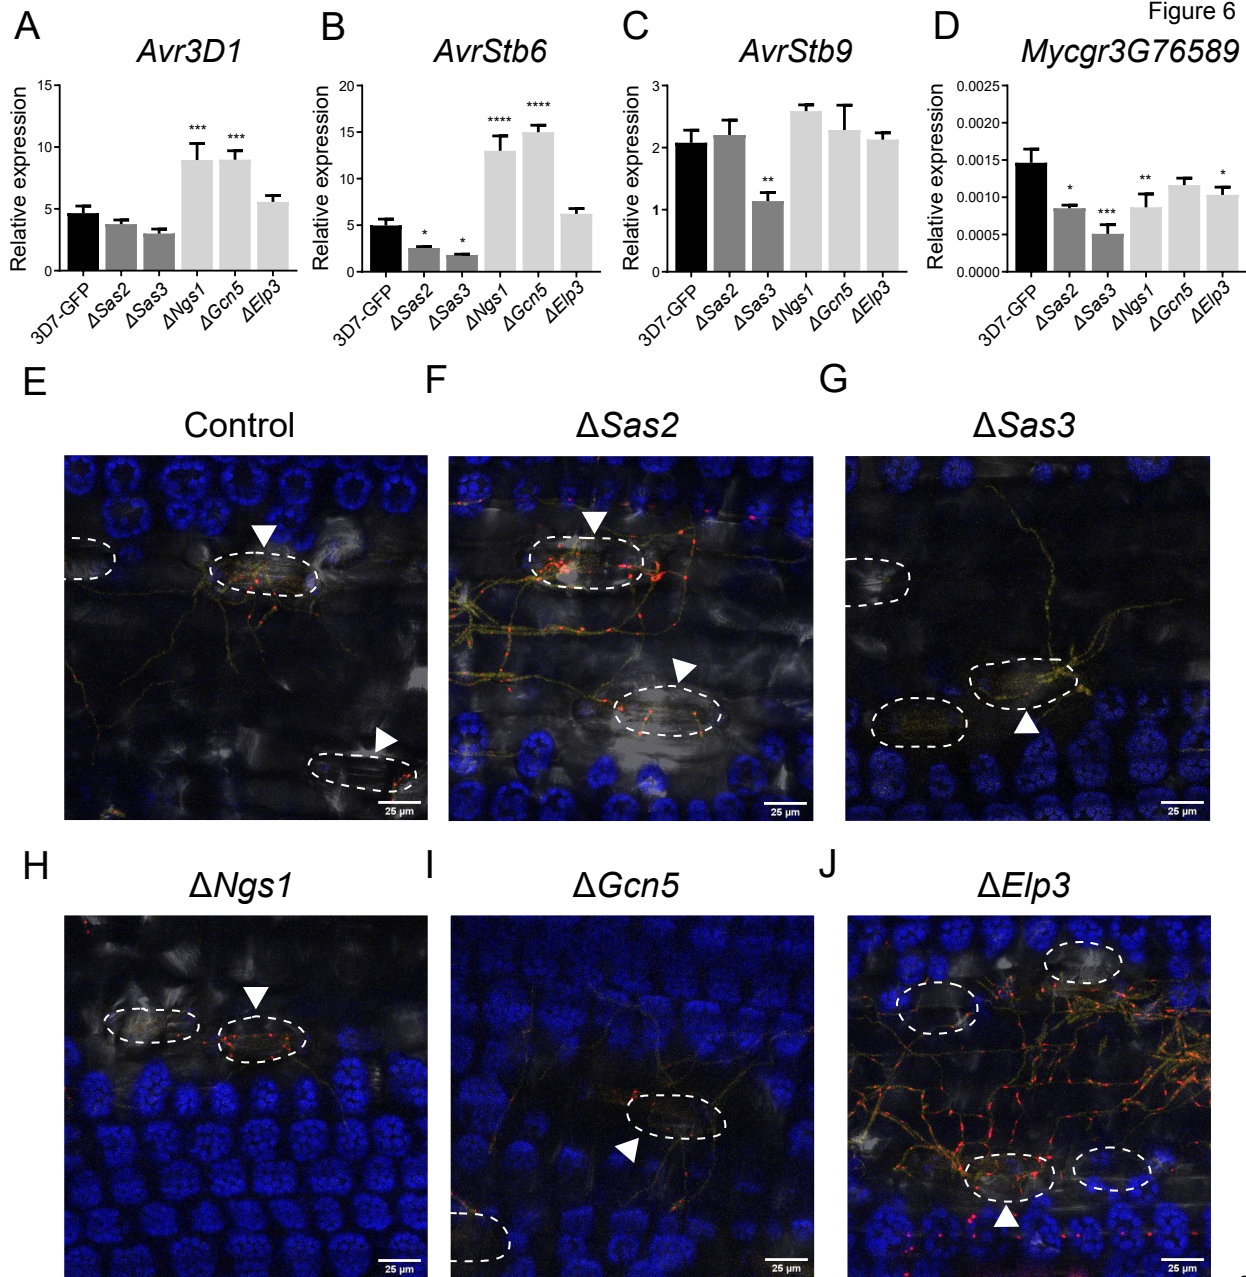 Figure 6
A
B
C
D
Avr3D1
AvrStb6
AvrStb9
Mycgr3G76589
Relative expression
15
10
5
0
***
***
3D7-GFP
ΔSas2
ΔSas3
ΔNgs1
ΔGcn5
ΔElp3
Relative expression
20
15
10
5
0
*
*
****
****
3D7-GFP
ΔSas2
ΔSas3
ΔNgs1
ΔGcn5
ΔElp3
Relative expression
3
2
1
0
**
3D7-GFP
ΔSas2
ΔSas3
ΔNgs1
ΔGcn5
ΔElp3
Relative expression
0.0025
0.0020
0.0015
0.0010
0.0005
0.0000
*
***
**
*
3D7-GFP
ΔSas2
ΔSas3
ΔNgs1
ΔGcn5
ΔElp3
E
F
G
Control
ΔSas2
ΔSas3
25 µm
25 µm
25 µm
H
I
J
ΔNgs1
ΔGcn5
ΔElp3
25 µm
25 µm
25 µm